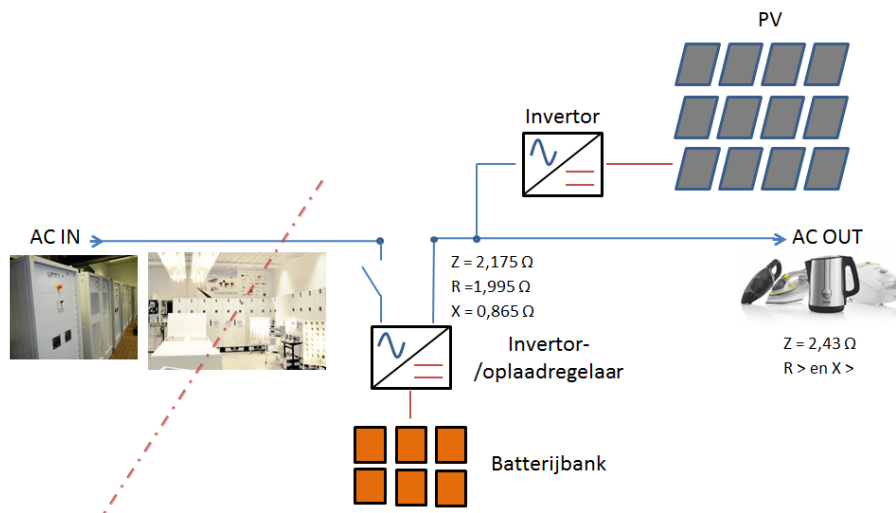 PV
Invertor
AC IN
AC OUT
Z = 2,175 Ω
R =1,995 Ω
X = 0,865 Ω
Invertor-
/oplaadregelaar
Z = 2,43 Ω
R > en X >
Batterijbank